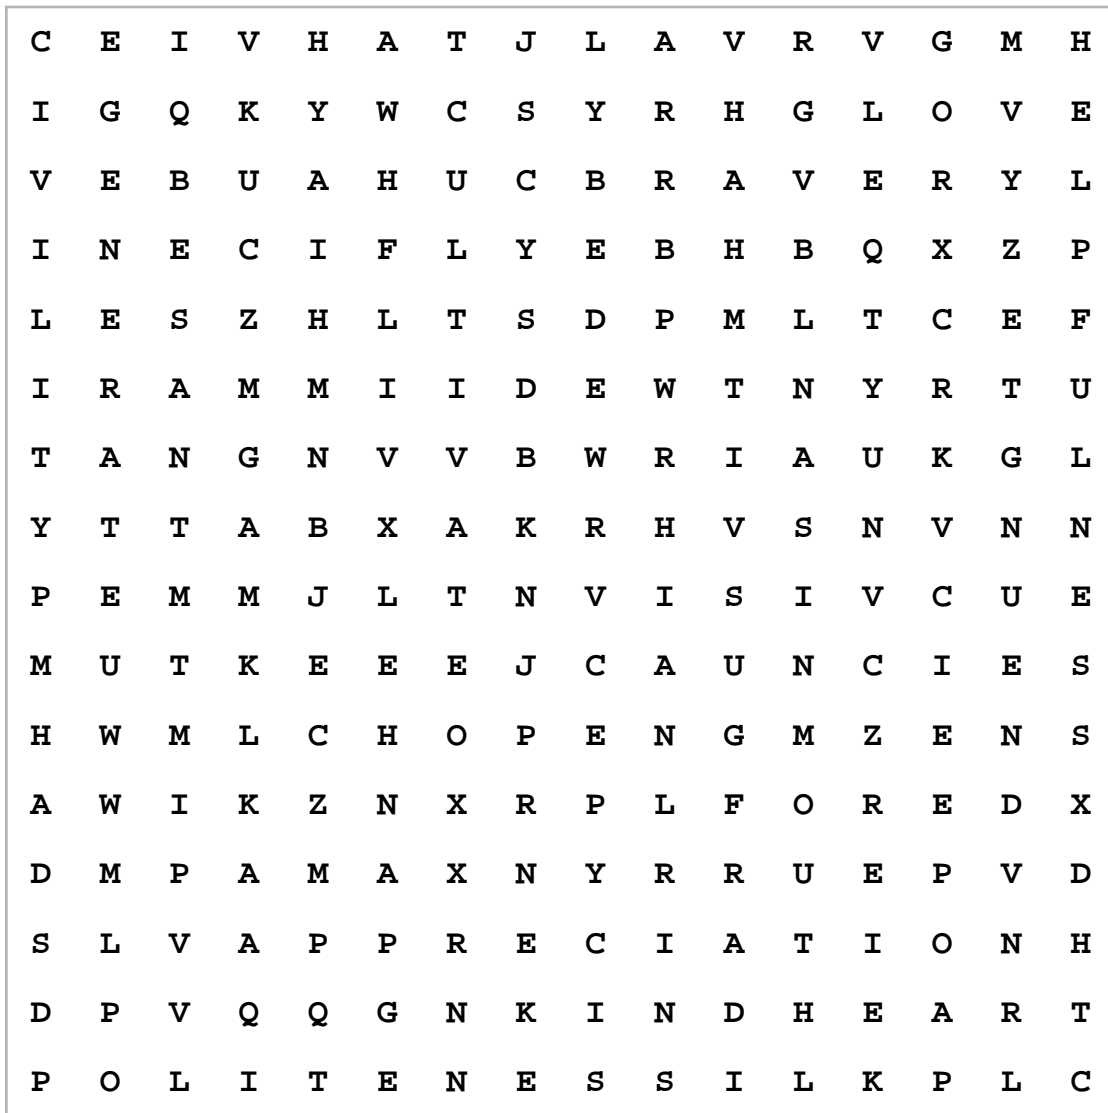 C E I V H A T J L A V R V G M H
I G Q K Y W C S Y R H G L O V E
V E B U A H U C B R A V E R Y L
I N E C I F L Y E B H B Q X Z P
L E S Z H L T S D P M L T C E F
I R A M M I I D E W T N Y R T U
T A N G N V V B W R I A U K G L
Y T T A B X A K R H V S N V N N
P E M M J L T N V I S I V C U E
M U T K E E E J C A U N C I E S
H W M L C H O P E N G M Z E N S
A W I K Z N X R P L F O R E D X
D M P A M A X N Y R R U E P V D
S L V A P P R E C I A T I O N H
D P V Q Q G N K I N D H E A R T
P O L I T E N E S S I L K P L C